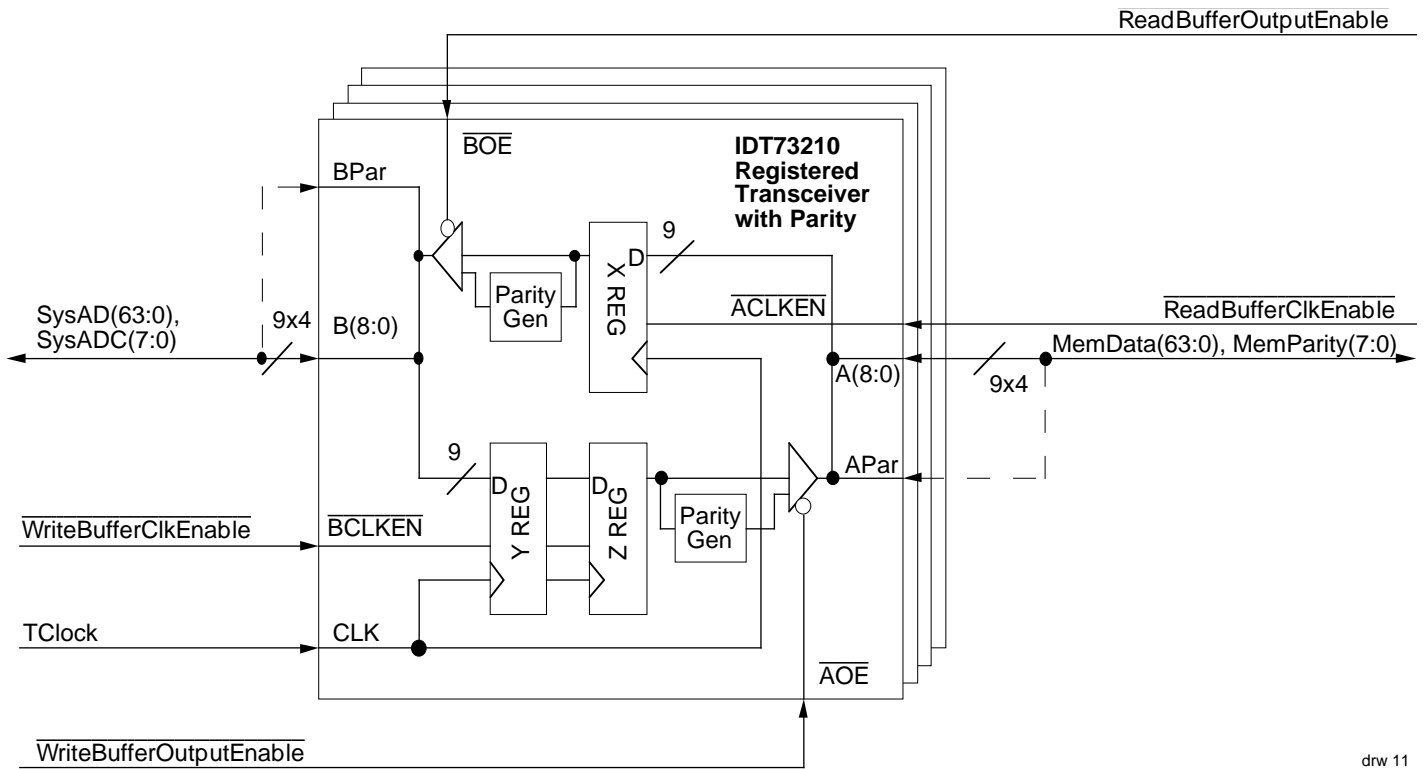 ReadBufferOutputEnable
BOE
IDT73210
Registered
Transceiver
with Parity
BPar
9
D
X REG
Parity
Gen
ACLKEN
ReadBufferClkEnable
SysAD(63:0),
SysADC(7:0)
9x4
B(8:0)
MemData(63:0), MemParity(7:0)
A(8:0)
9x4
9
D
Y REG
D
Z REG
APar
Parity
Gen
WriteBufferClkEnable
BCLKEN
TClock
CLK
AOE
WriteBufferOutputEnable
drw 11